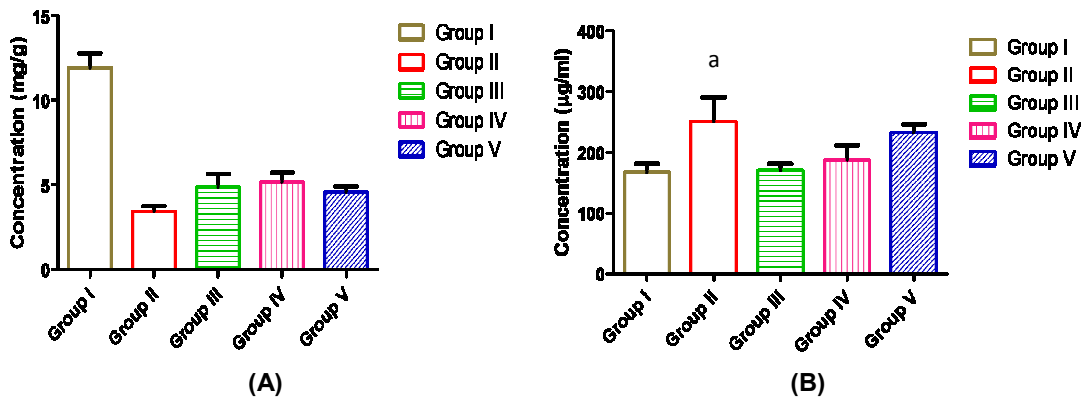 15
10
5
0
Concentration (mg/g)
Group I
Group II
Group III
Group IV
Group V
Group I
Group II
Group III
Group IV
Group V
(A)
400
300
200
100
0
Concentration (µg/ml)
a
Group I
Group II
Group III
Group IV
Group V
Group I
Group II
Group III
Group IV
Group V
(B)